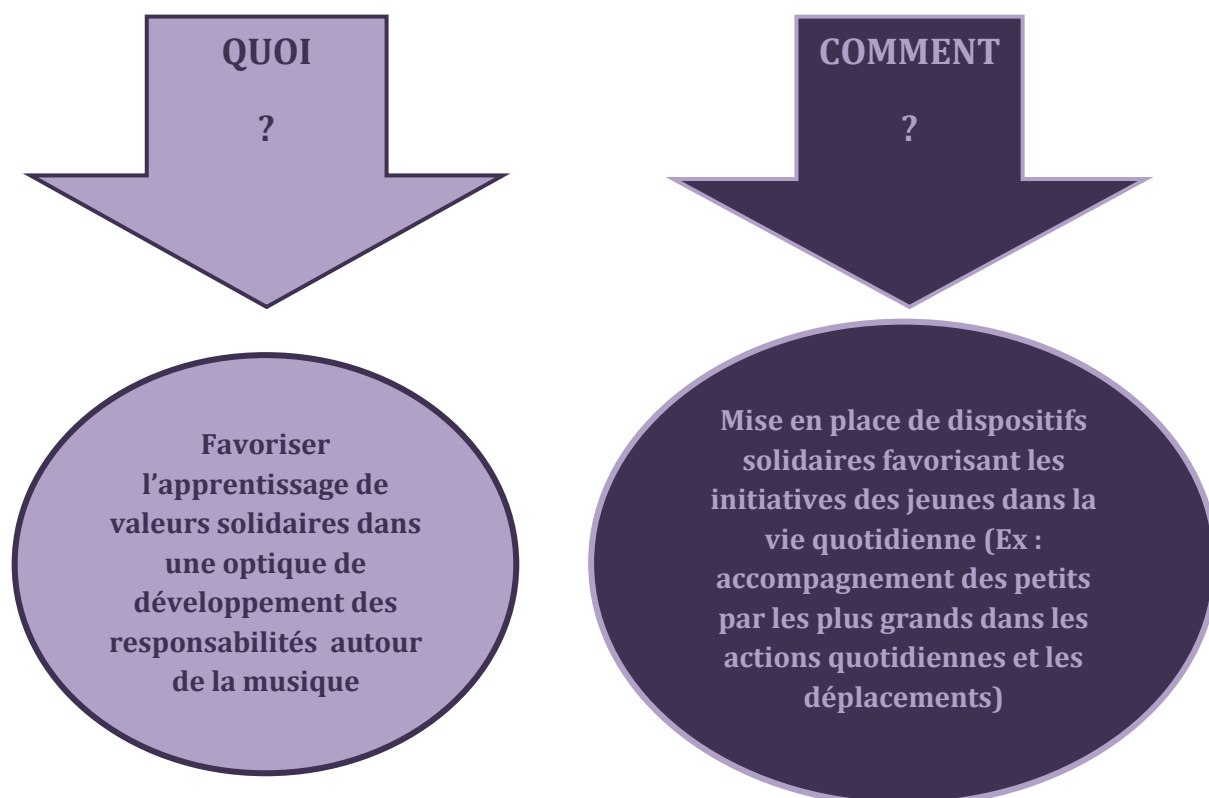 QUOI
?
Favoriser
l’apprentissage de
valeurs solidaires dans
une optique de
développement des
responsabilités autour
de la musique
COMMENT
?
Mise en place de dispositifs
solidaires favorisant les
initiatives des jeunes dans la
vie quotidienne (Ex :
accompagnement des petits
par les plus grands dans les
actions quotidiennes et les
déplacements)